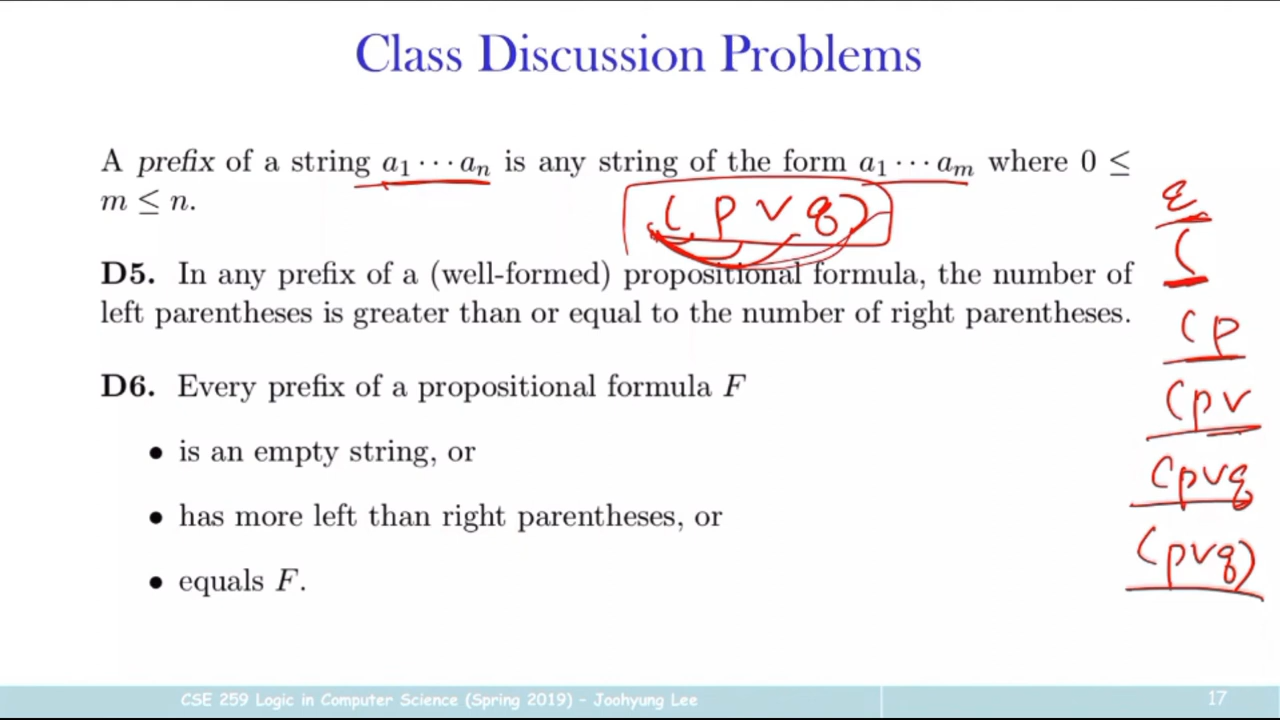 Class Discussion Problems
A prefix of a string a₁ ⋯ aₙ is any string of the form a₁ ⋯ aₘ where 0 ≤
m ≤ n.
(p ∨ q)
D5. In any prefix of a (well-formed) propositional formula, the number of
left parentheses is greater than or equal to the number of right parentheses.
D6. Every prefix of a propositional formula F
• is an empty string, or
• has more left than right parentheses, or
• equals F.
ε
(
(p
(p∨
(p∨q
(p∨q)
CSE 259 Logic in Computer Science (Spring 2019) – Joohyung Lee
17